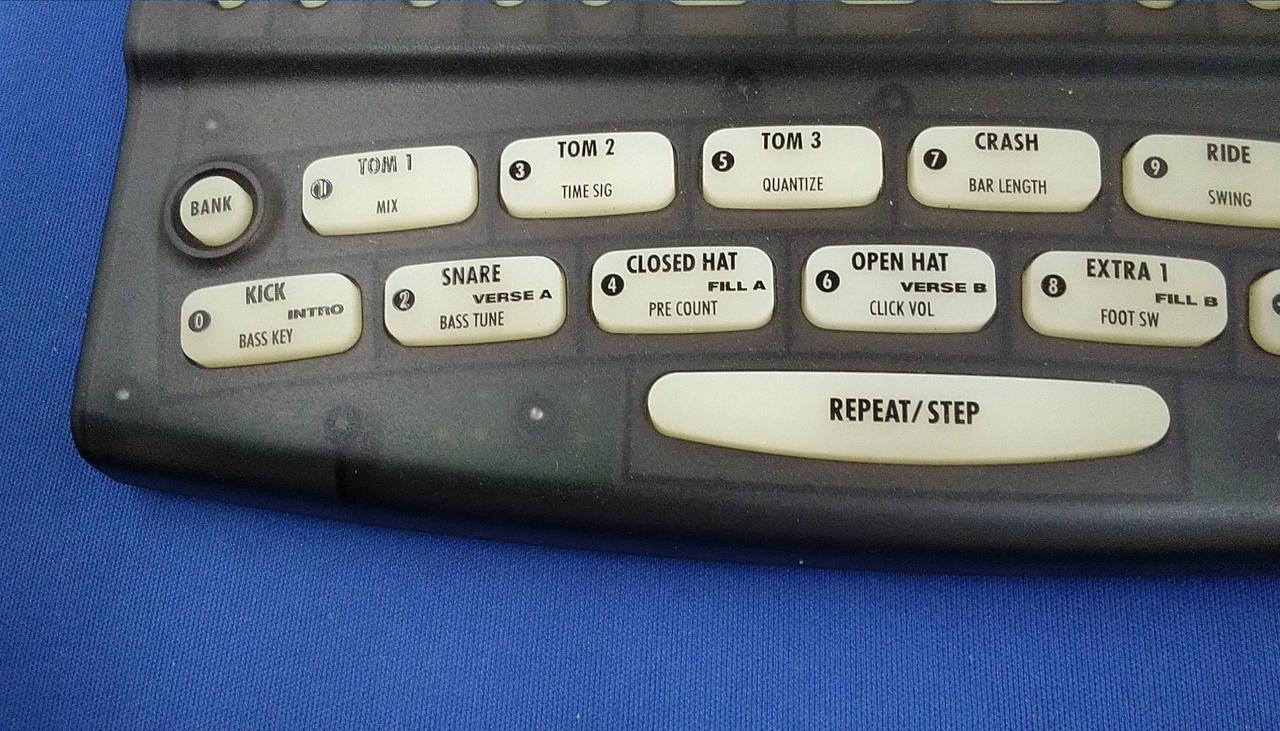 BANK
TOM 1
1
MIX
TOM 2
3
TIME SIG
TOM 3
5
QUANTIZE
CRASH
7
BAR LENGTH
RIDE
9
SWING
KICK
0
INTRO
BASS KEY
SNARE
2
VERSE A
BASS TUNE
CLOSED HAT
4
FILL A
PRE COUNT
OPEN HAT
6
VERSE B
CLICK VOL
EXTRA 1
8
FILL B
FOOT SW
REPEAT/STEP